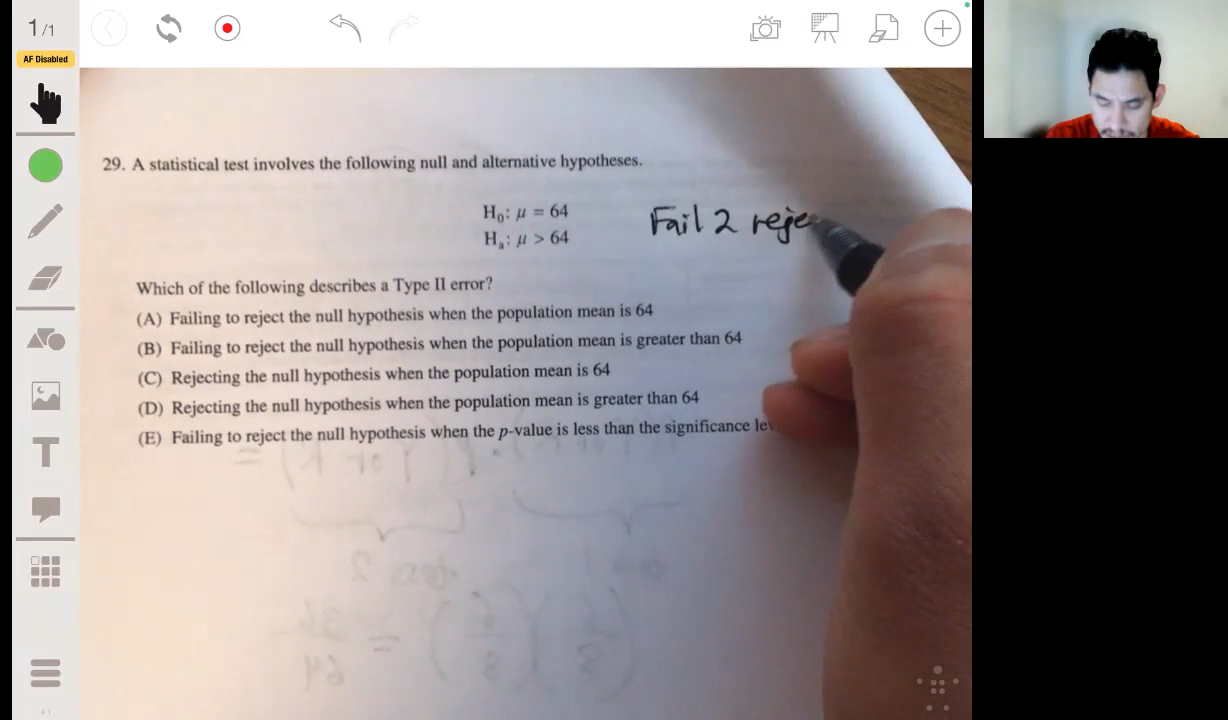 1/1
AF Disabled
29. A statistical test involves the following null and alternative hypotheses.
H₀: μ = 64
Hₐ: μ > 64
Fail 2 reje
Which of the following describes a Type II error?
(A) Failing to reject the null hypothesis when the population mean is 64
(B) Failing to reject the null hypothesis when the population mean is greater than 64
(C) Rejecting the null hypothesis when the population mean is 64
(D) Rejecting the null hypothesis when the population mean is greater than 64
(E) Failing to reject the null hypothesis when the p-value is less than the significance lev
T